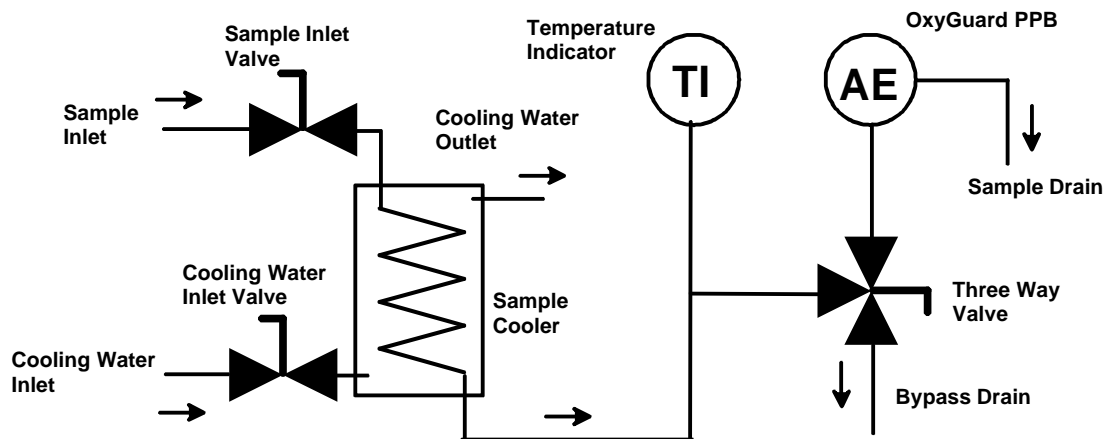 Sample Inlet
Valve
Temperature
Indicator
OxyGuard PPB
TI
AE
Sample
Inlet
Cooling Water
Outlet
Sample Drain
Cooling Water
Inlet Valve
Sample
Cooler
Three Way
Valve
Cooling Water
Inlet
Bypass Drain